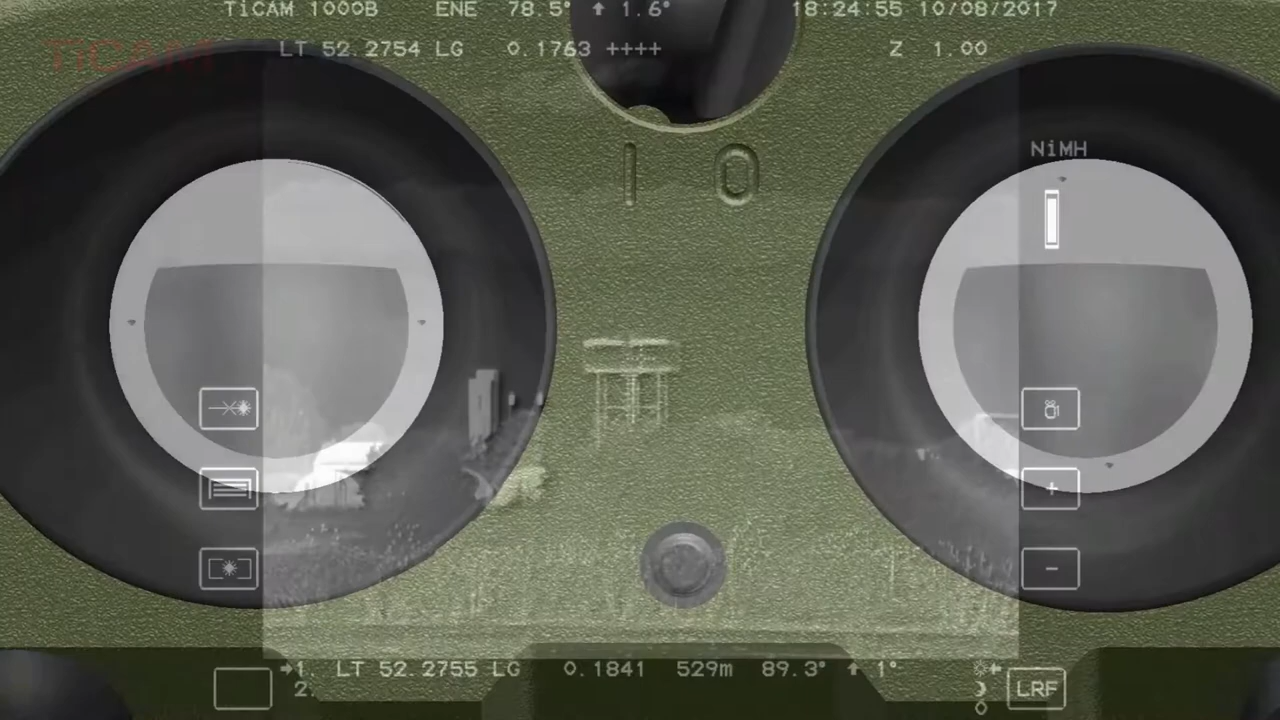 TiCAM 1000B ENE 78.5° ↑ 1.6° 18:24:55 10/08/2017
LT 52.2754 LG 0.1763 ++++ Z 1.00
TiCAM
I O
NiMH
+
-
→1. LT 52.2755 LG 0.1841 529m 89.3° ↑ 1°
2.
LRF